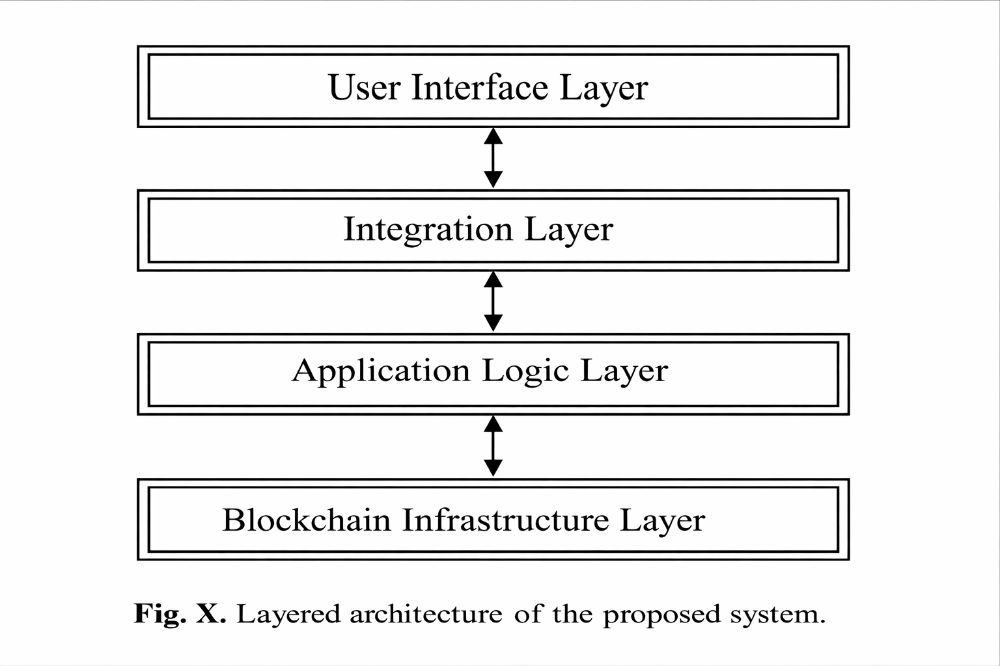 User Interface Layer
Integration Layer
Application Logic Layer
Blockchain Infrastructure Layer
Fig. X. Layered architecture of the proposed system.